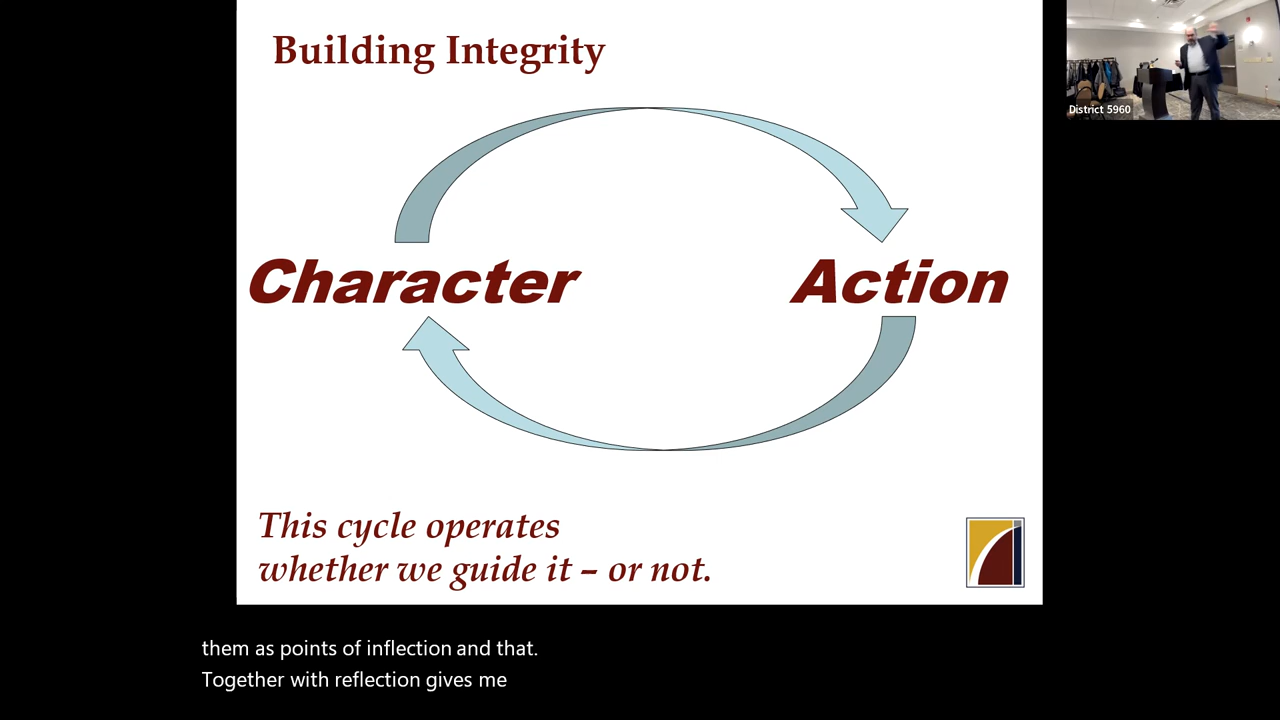 Building Integrity
District 5960
Character
Action
This cycle operates
whether we guide it – or not.
them as points of inflection and that.
Together with reflection gives me